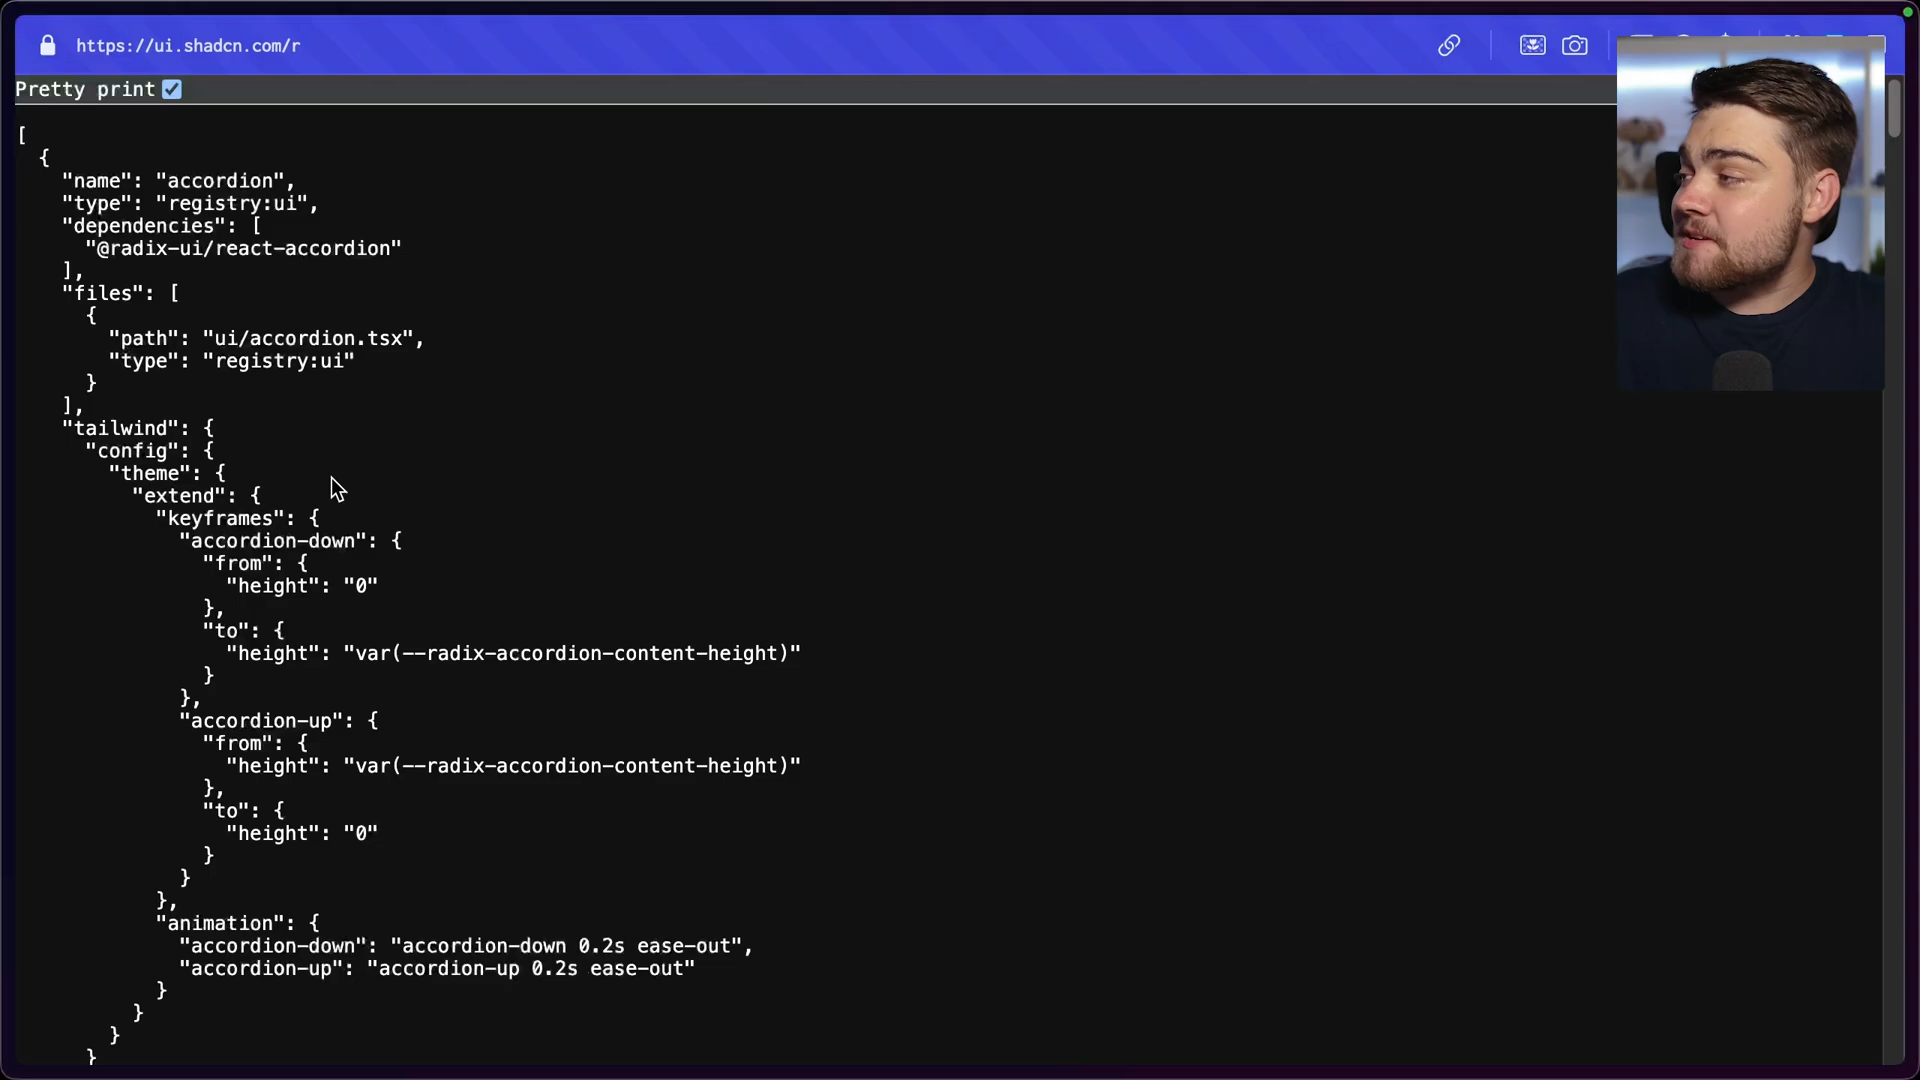 https://ui.shadcn.com/r
Pretty print
[
  {
    "name": "accordion",
    "type": "registry:ui",
    "dependencies": [
      "@radix-ui/react-accordion"
    ],
    "files": [
      {
        "path": "ui/accordion.tsx",
        "type": "registry:ui"
      }
    ],
    "tailwind": {
      "config": {
        "theme": {
          "extend": {
            "keyframes": {
              "accordion-down": {
                "from": {
                  "height": "0"
                },
                "to": {
                  "height": "var(--radix-accordion-content-height)"
                }
              },
              "accordion-up": {
                "from": {
                  "height": "var(--radix-accordion-content-height)"
                },
                "to": {
                  "height": "0"
                }
              }
            },
            "animation": {
              "accordion-down": "accordion-down 0.2s ease-out",
              "accordion-up": "accordion-up 0.2s ease-out"
            }
          }
        }
      }